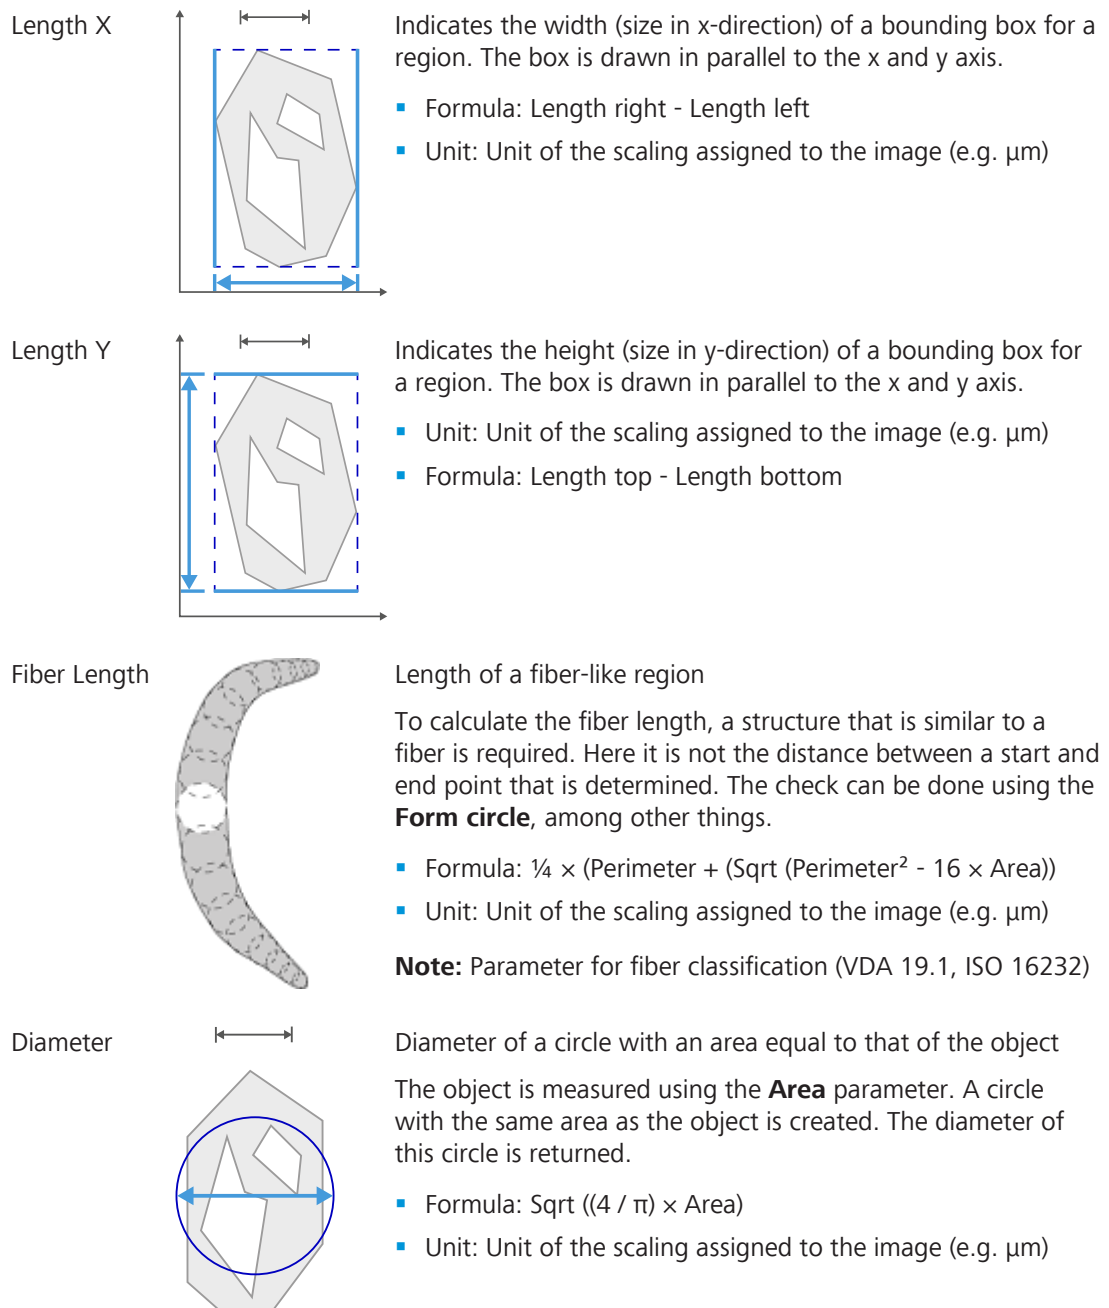 Length X
Indicates the width (size in x-direction) of a bounding box for a
region. The box is drawn in parallel to the x and y axis.
▪ Formula: Length right - Length left
▪ Unit: Unit of the scaling assigned to the image (e.g. µm)
Length Y
Indicates the height (size in y-direction) of a bounding box for
a region. The box is drawn in parallel to the x and y axis.
▪ Unit: Unit of the scaling assigned to the image (e.g. µm)
▪ Formula: Length top - Length bottom
Fiber Length
Length of a fiber-like region
To calculate the fiber length, a structure that is similar to a
fiber is required. Here it is not the distance between a start and
end point that is determined. The check can be done using the
Form circle, among other things.
▪ Formula: ¼ × (Perimeter + (Sqrt (Perimeter² - 16 × Area))
▪ Unit: Unit of the scaling assigned to the image (e.g. µm)
Note: Parameter for fiber classification (VDA 19.1, ISO 16232)
Diameter
Diameter of a circle with an area equal to that of the object
The object is measured using the Area parameter. A circle
with the same area as the object is created. The diameter of
this circle is returned.
▪ Formula: Sqrt ((4 / π) × Area)
▪ Unit: Unit of the scaling assigned to the image (e.g. µm)